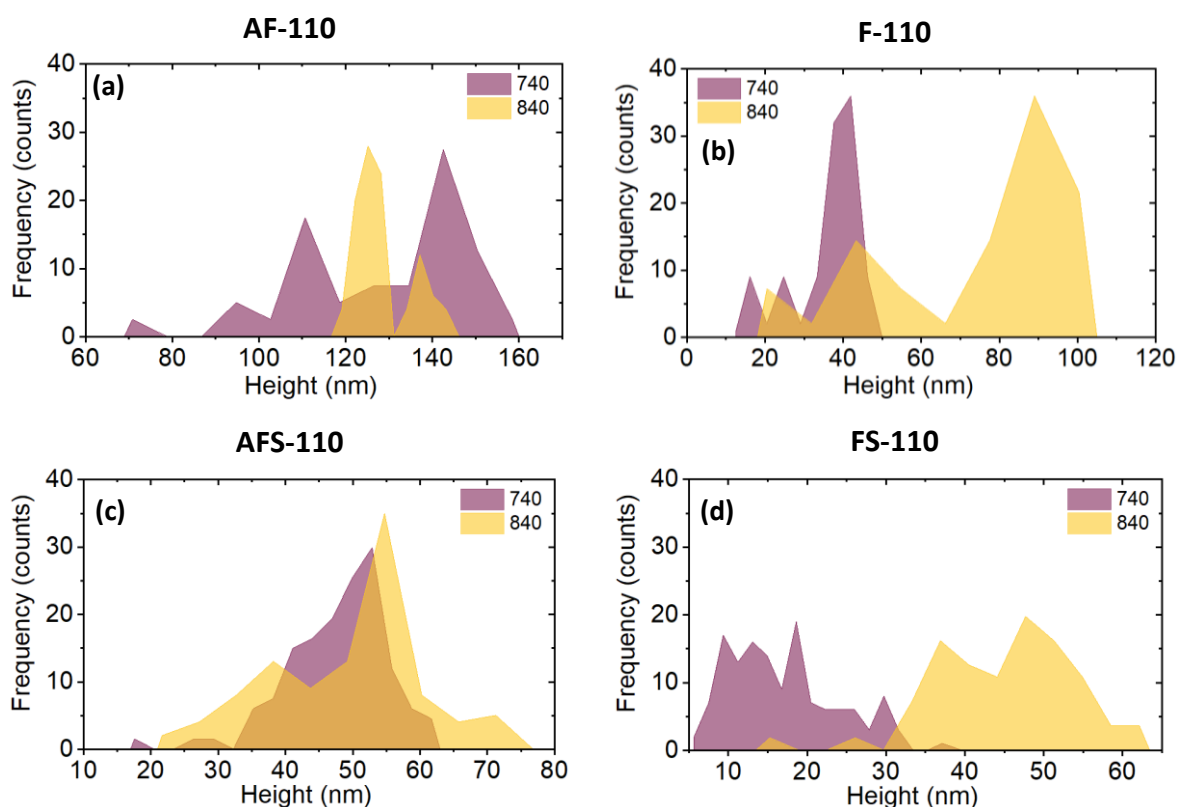 AF-110
(a)
740
840
Frequency (counts)
40
30
20
10
0
60 80 100 120 140 160
Height (nm)
F-110
(b)
740
840
Frequency (counts)
40
30
20
10
0
0 20 40 60 80 100 120
Height (nm)
AFS-110
(c)
740
840
Frequency (counts)
40
30
20
10
0
10 20 30 40 50 60 70 80
Height (nm)
FS-110
(d)
740
840
Frequency (counts)
40
30
20
10
0
10 20 30 40 50 60
Height (nm)